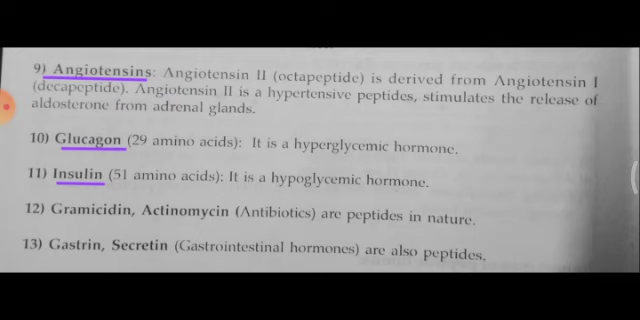 9) Angiotensins: Angiotensin II (octapeptide) is derived from Angiotensin I
(decapeptide). Angiotensin II is a hypertensive peptides, stimulates the release of
aldosterone from adrenal glands.
10) Glucagon (29 amino acids): It is a hyperglycemic hormone.
11) Insulin (51 amino acids): It is a hypoglycemic hormone.
12) Gramicidin, Actinomycin (Antibiotics) are peptides in nature.
13) Gastrin, Secretin (Gastrointestinal hormones) are also peptides.